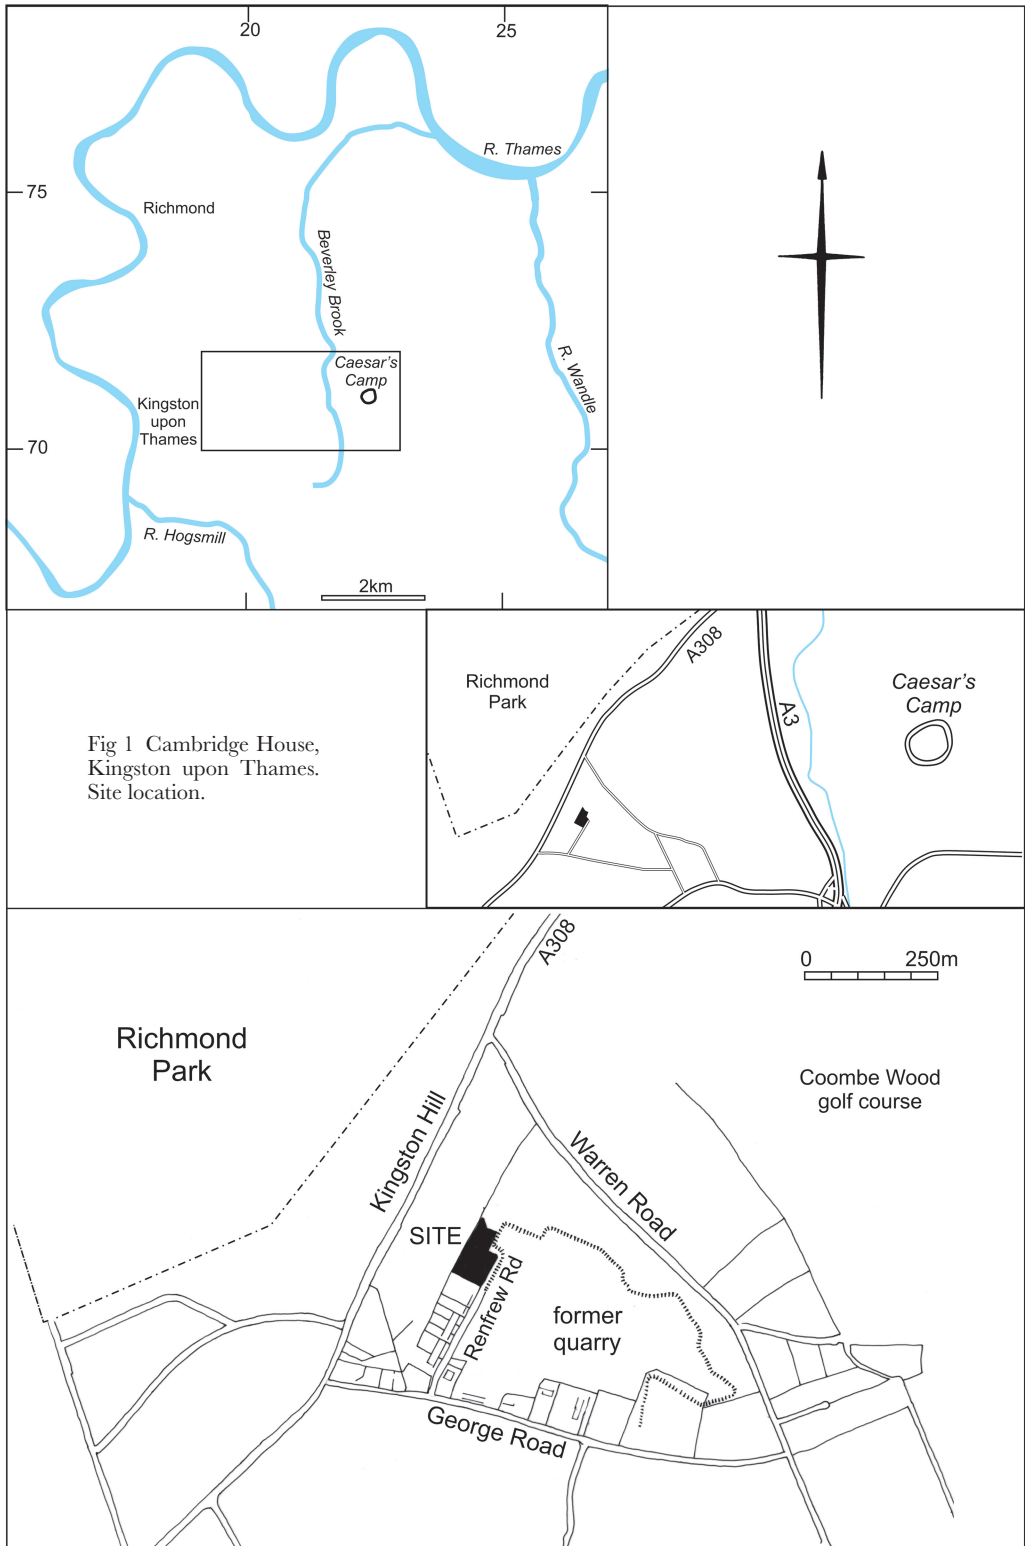 20
25
R. Thames
75
Richmond
Beverley Brook
Caesar's
Camp
R. Wandle
Kingston
upon
Thames
70
R. Hogsmill
2km
A308
Richmond
Park
A3
Caesar's
Camp
Fig 1 Cambridge House,
Kingston upon Thames.
Site location.
A308
0 250m
Richmond
Park
Coombe Wood
golf course
Kingston Hill
Warren Road
SITE
Renfrew Rd
former
quarry
George Road